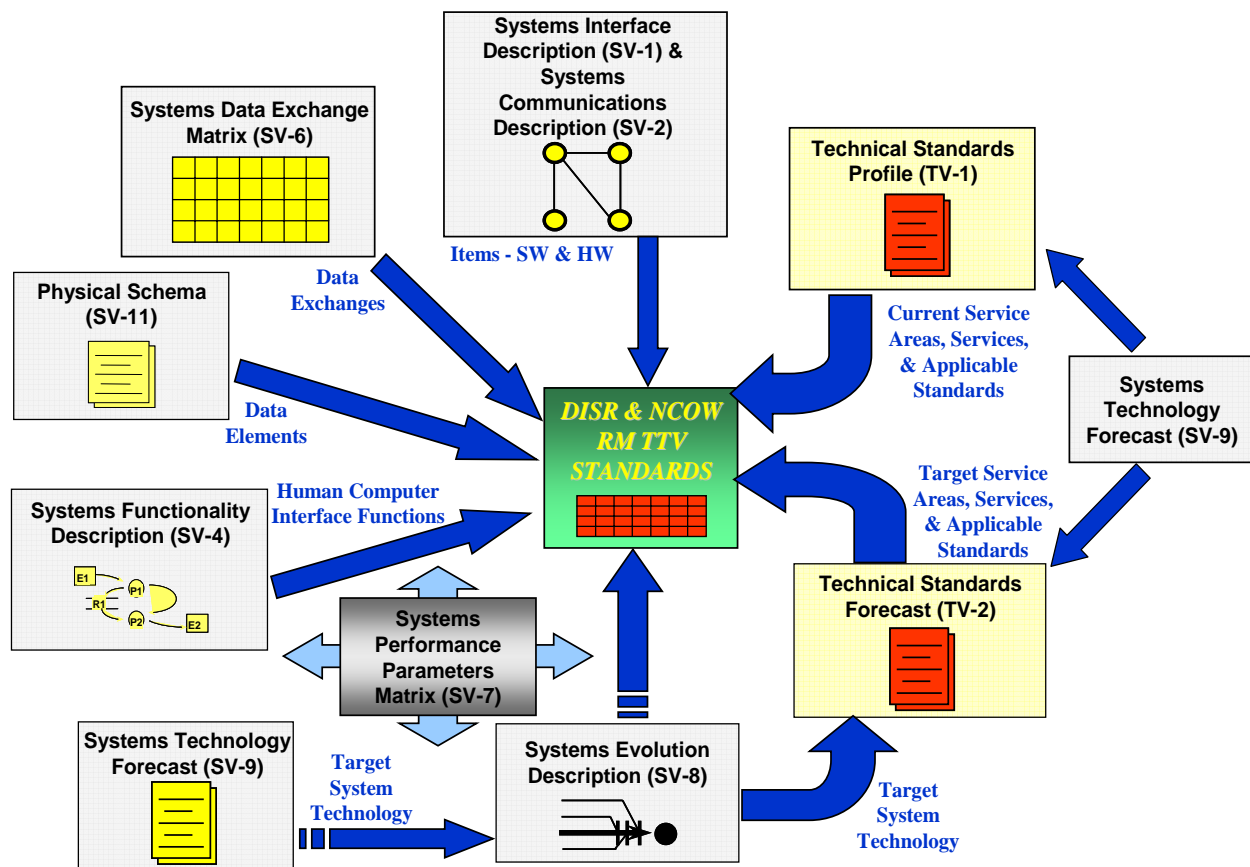 Systems Interface
Description (SV-1) &
Systems
Communications
Description (SV-2)
Items - SW & HW
Systems Data Exchange
Matrix (SV-6)
Data
Exchanges
Technical Standards
Profile (TV-1)
Current Service
Areas, Services,
& Applicable
Standards
Physical Schema
(SV-11)
Data
Elements
Systems
Technology
Forecast (SV-9)
DISR & NCOW
RM TTV
STANDARDS
Target Service
Areas, Services,
& Applicable
Standards
Systems Functionality
Description (SV-4)
E1
P1
R1
P2
E2
Human Computer
Interface Functions
Technical Standards
Forecast (TV-2)
Systems
Performance
Parameters
Matrix (SV-7)
Systems Technology
Forecast (SV-9)
Target
System
Technology
Systems Evolution
Description (SV-8)
Target
System
Technology